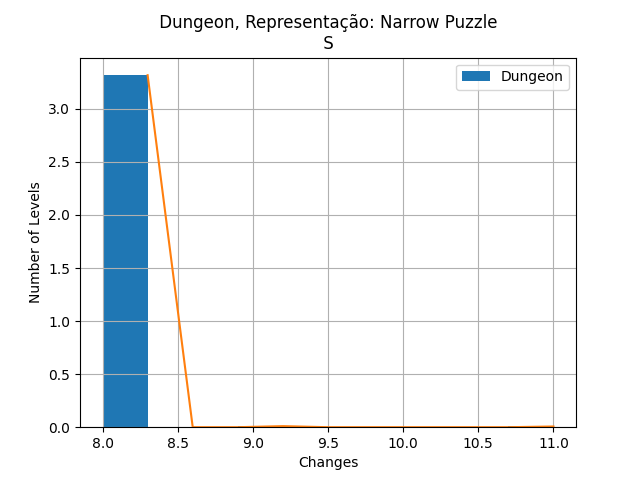 Dungeon, Representação: Narrow Puzzle
S
Dungeon
Number of Levels
3.0
2.5
2.0
1.5
1.0
0.5
0.0
8.0 8.5 9.0 9.5 10.0 10.5 11.0
Changes